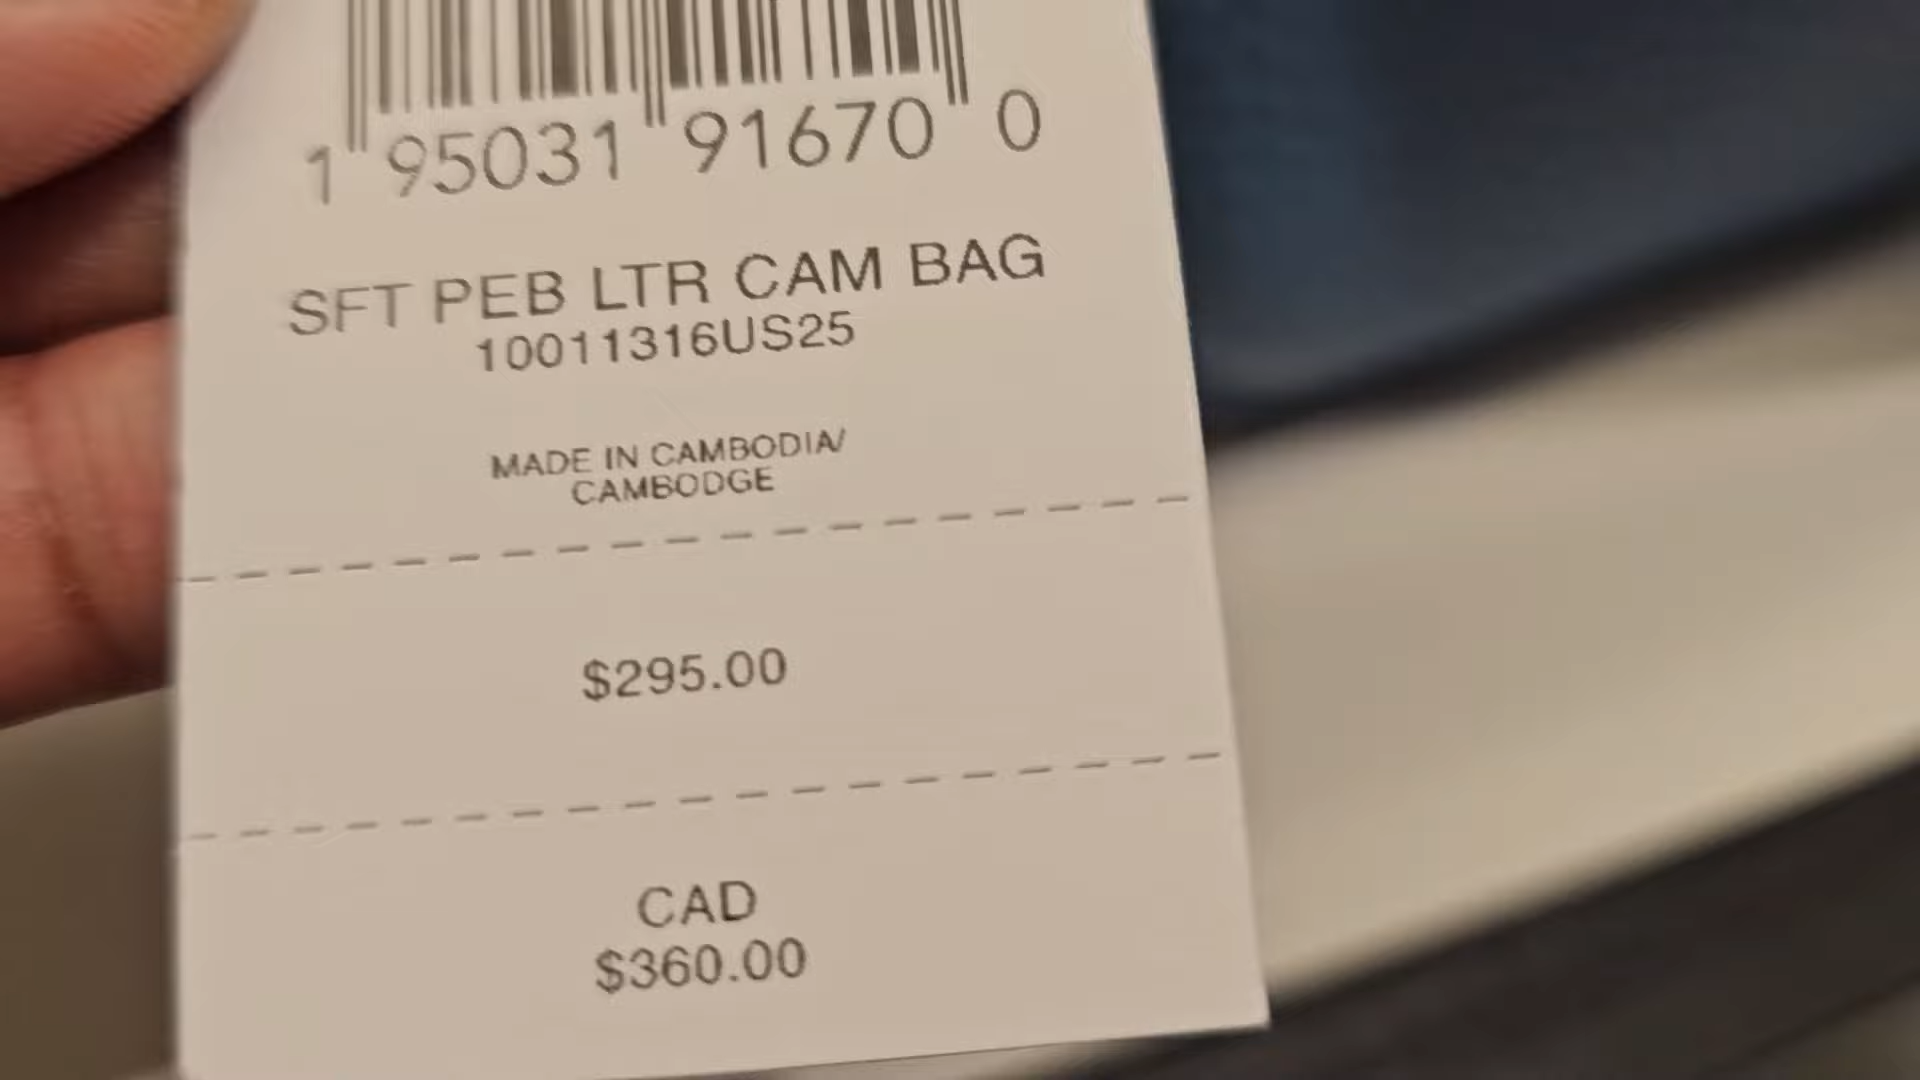 1 95031 91670 0
SFT PEB LTR CAM BAG
10011316US25
MADE IN CAMBODIA/
CAMBODGE
$295.00
CAD
$360.00